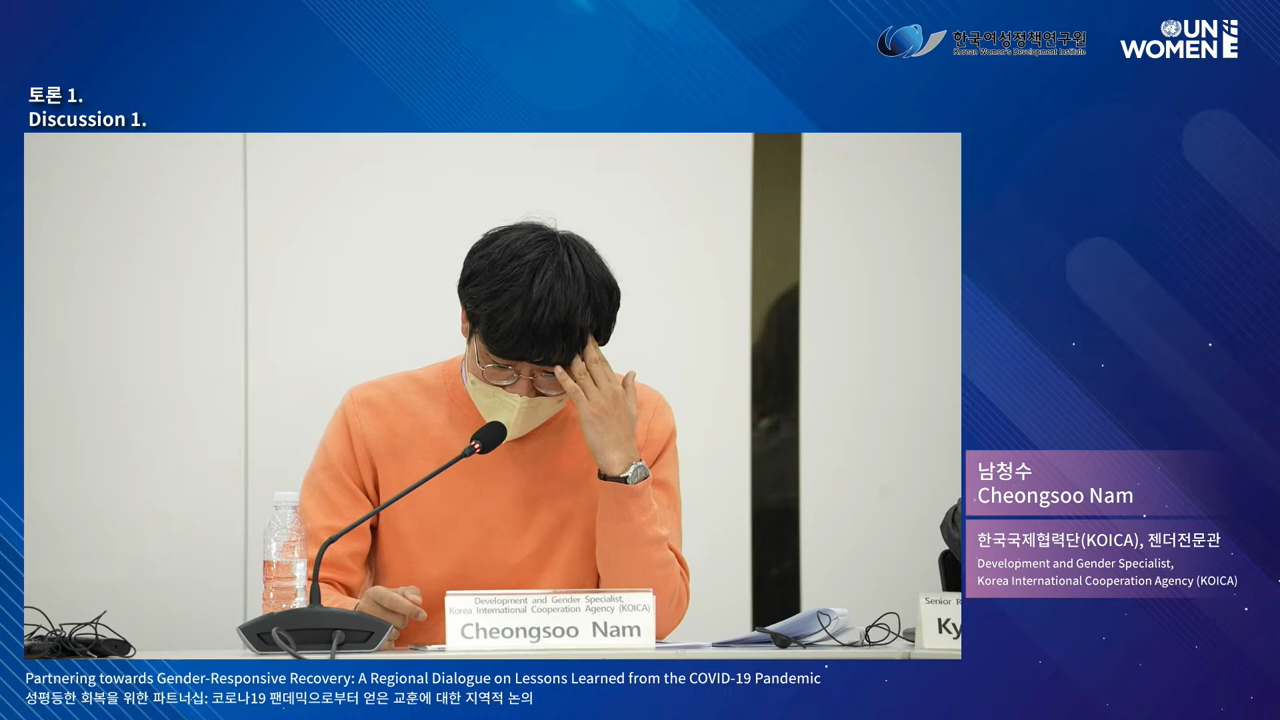 한국여성정책연구원
Korean Women's Development Institute
UN
WOMEN
토론 1.
Discussion 1.
남청수
Cheongsoo Nam
한국국제협력단(KOICA), 젠더전문관
Development and Gender Specialist,
Korea International Cooperation Agency (KOICA)
Development and Gender Specialist,
Korea International Cooperation Agency (KOICA)
Cheongsoo Nam
Senior R
Ky
Partnering towards Gender-Responsive Recovery: A Regional Dialogue on Lessons Learned from the COVID-19 Pandemic
성평등한 회복을 위한 파트너십: 코로나19 팬데믹으로부터 얻은 교훈에 대한 지역적 논의